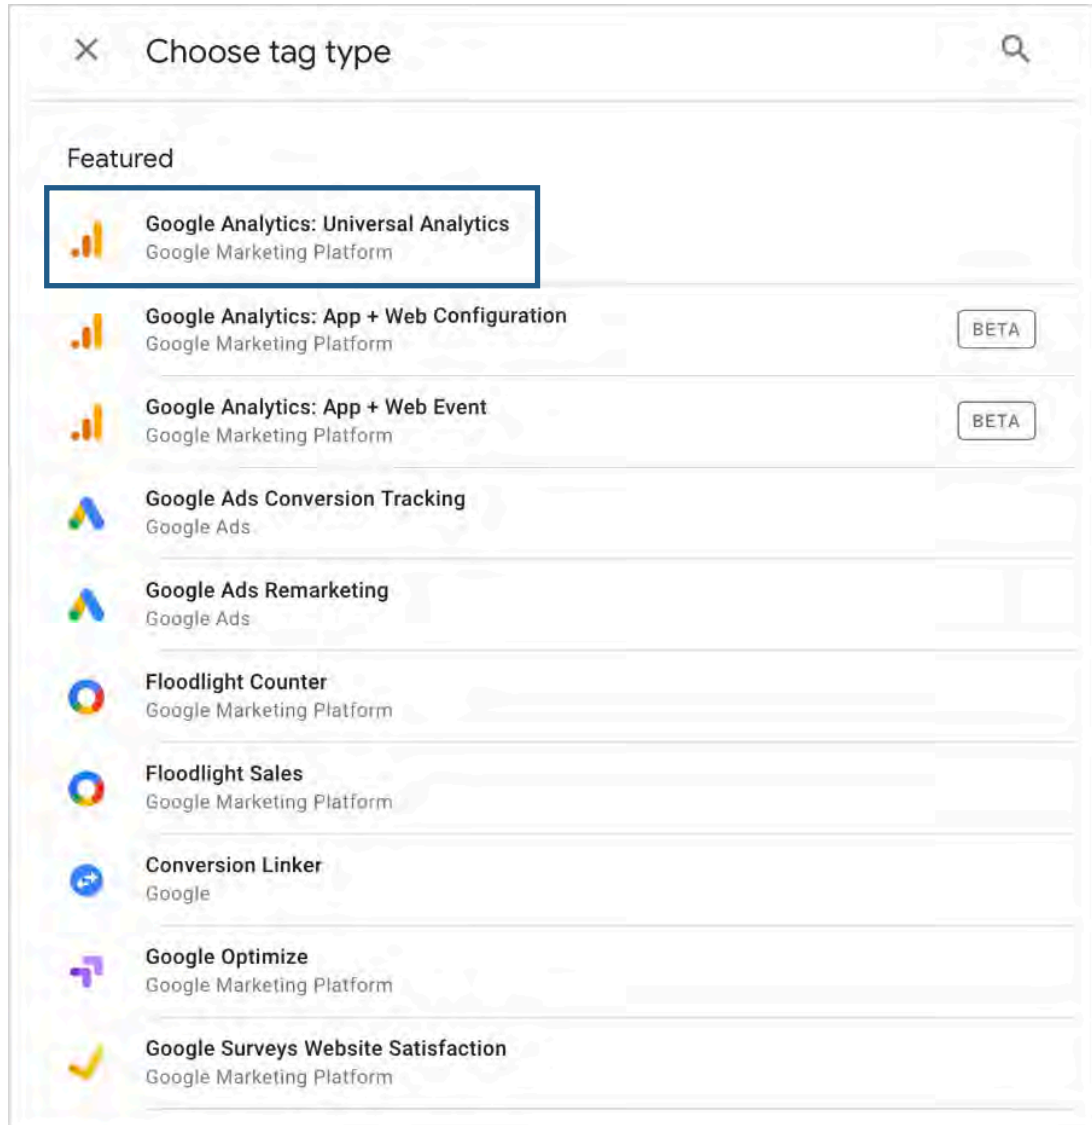 Choose tag type
Featured
Google Analytics: Universal Analytics
Google Marketing Platform
Google Analytics: App + Web Configuration
Google Marketing Platform
BETA
Google Analytics: App + Web Event
Google Marketing Platform
BETA
Google Ads Conversion Tracking
Google Ads
Google Ads Remarketing
Google Ads
Floodlight Counter
Google Marketing Platform
Floodlight Sales
Google Marketing Platform
Conversion Linker
Google
Google Optimize
Google Marketing Platform
Google Surveys Website Satisfaction
Google Marketing Platform